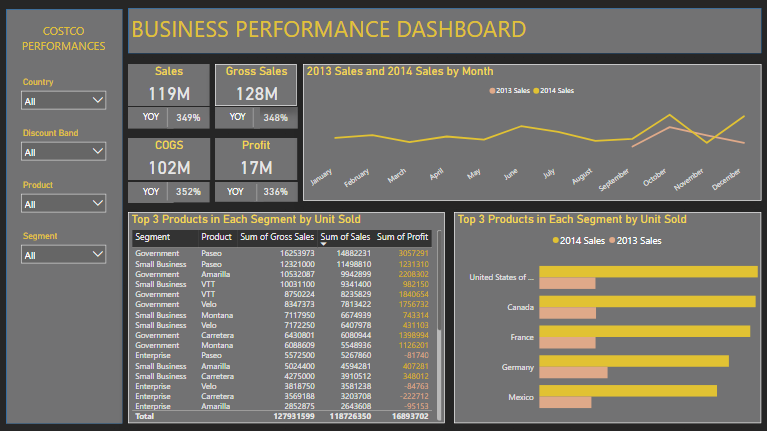 COSTCO
PERFORMANCES
Country
All
Discount Band
All
Product
All
Segment
All
BUSINESS PERFORMANCE DASHBOARD
Sales
119M
YOY 349%
Gross Sales
128M
YOY 348%
COGS
102M
YOY 352%
Profit
17M
YOY 336%
2013 Sales and 2014 Sales by Month
2013 Sales 2014 Sales
January February March April May June July August September October November December
Top 3 Products in Each Segment by Unit Sold
Segment Product Sum of Gross Sales Sum of Sales Sum of Profit
Government Paseo 16253973 14882231 3057291
Small Business Paseo 12321000 11498810 1231310
Government Amarilla 10532087 9942899 2208302
Small Business VTT 10031100 9341400 982150
Government VTT 8750224 8235829 1840654
Government Velo 8347373 7813422 1756732
Small Business Montana 7117950 6674939 743314
Small Business Velo 7172250 6407978 431103
Government Carretera 6430801 6080944 1398994
Government Montana 6088609 5548936 1126201
Enterprise Paseo 5572500 5267860 -81740
Small Business Amarilla 5024400 4594281 407281
Small Business Carretera 4275000 3910512 348012
Enterprise Velo 3818750 3581238 -84763
Enterprise Carretera 3569188 3203708 -222712
Enterprise Amarilla 2852875 2643608 -95153
Total 127931599 118726350 16893702
Top 3 Products in Each Segment by Unit Sold
2014 Sales 2013 Sales
United States of ...
Canada
France
Germany
Mexico